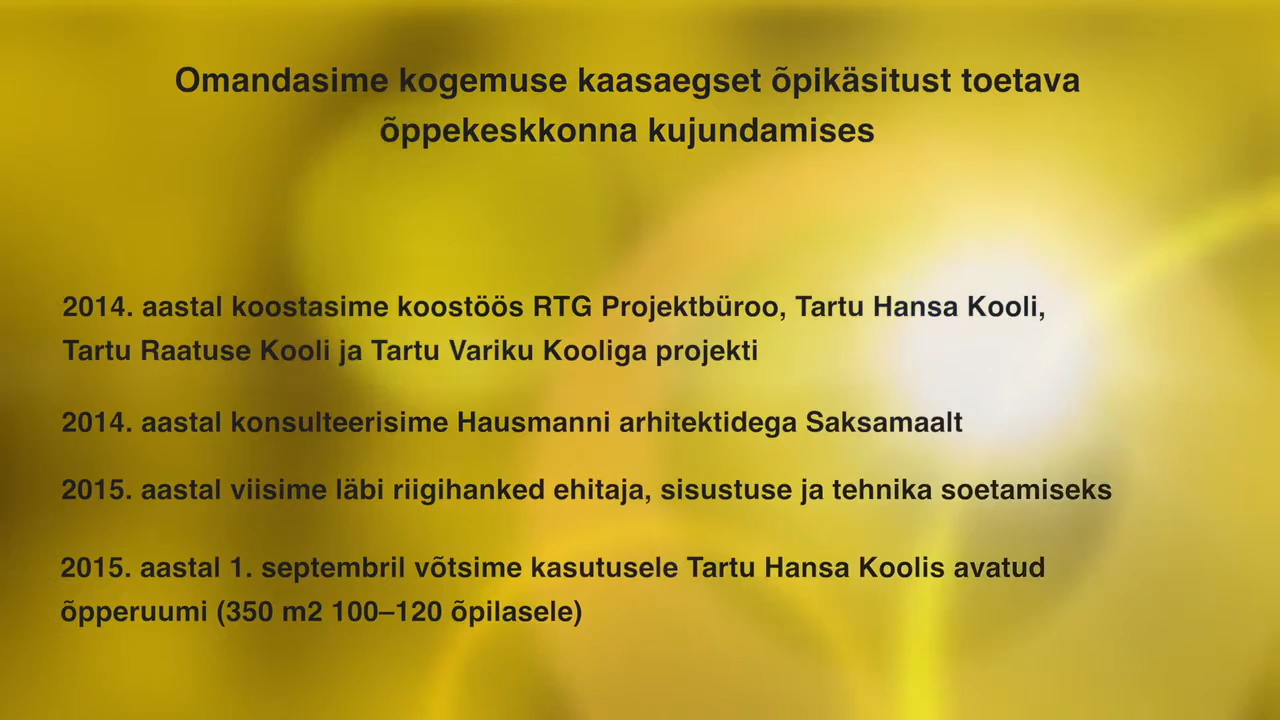 Omandasime kogemuse kaasaegset õpikäsitust toetava
õppekeskkonna kujundamises
2014. aastal koostasime koostöös RTG Projektbüroo, Tartu Hansa Kooli,
Tartu Raatuse Kooli ja Tartu Variku Kooliga projekti
2014. aastal konsulteerisime Hausmanni arhitektidega Saksamaalt
2015. aastal viisime läbi riigihanked ehitaja, sisustuse ja tehnika soetamiseks
2015. aastal 1. septembril võtsime kasutusele Tartu Hansa Koolis avatud
õpperuumi (350 m2 100–120 õpilasele)